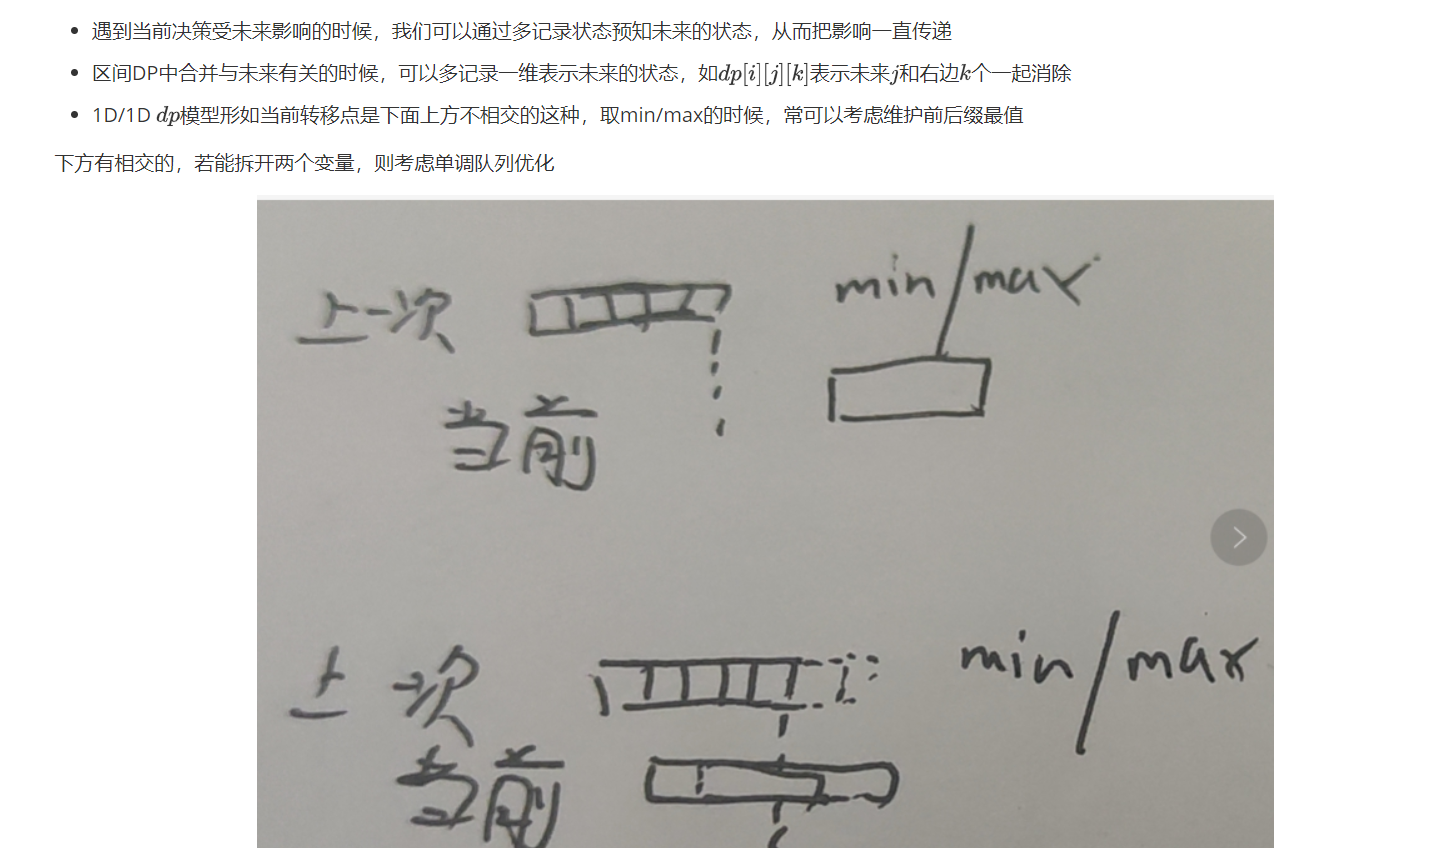 遇到当前决策受未来影响的时候，我们可以通过多记录状态预知未来的状态，从而把影响一直传递
区间DP中合并与未来有关的时候，可以多记录一维表示未来的状态，如dp[i][j][k]表示未来j和右边k个一起消除
1D/1D dp模型形如当前转移点是下面上方不相交的这种，取min/max的时候，常可以考虑维护前后缀最值
下方有相交的，若能拆开两个变量，则考虑单调队列优化
上一次
min/max
当前
上一次
min/max
当前